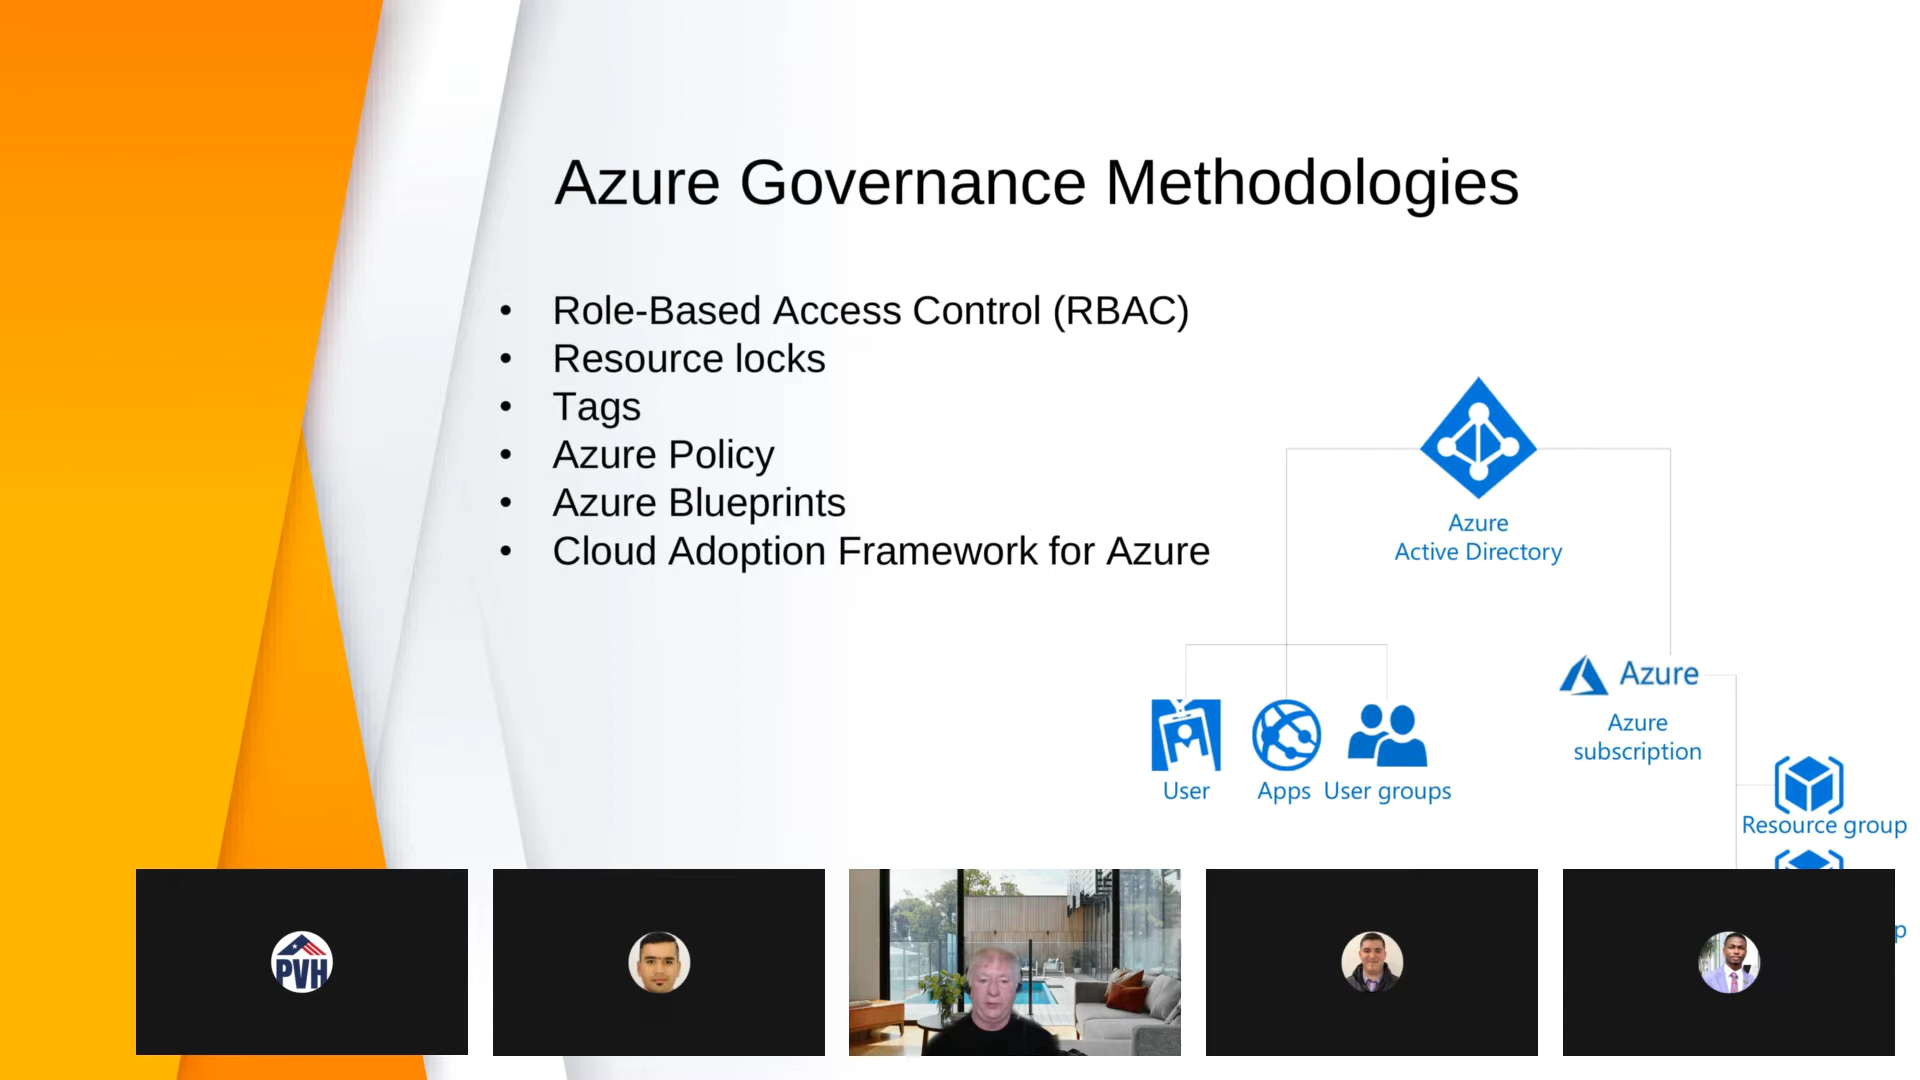 Azure Governance Methodologies
• Role-Based Access Control (RBAC)
• Resource locks
• Tags
• Azure Policy
• Azure Blueprints
• Cloud Adoption Framework for Azure
Azure
Active Directory
Azure
Azure
subscription
User
Apps
User groups
Resource group
p
PVH